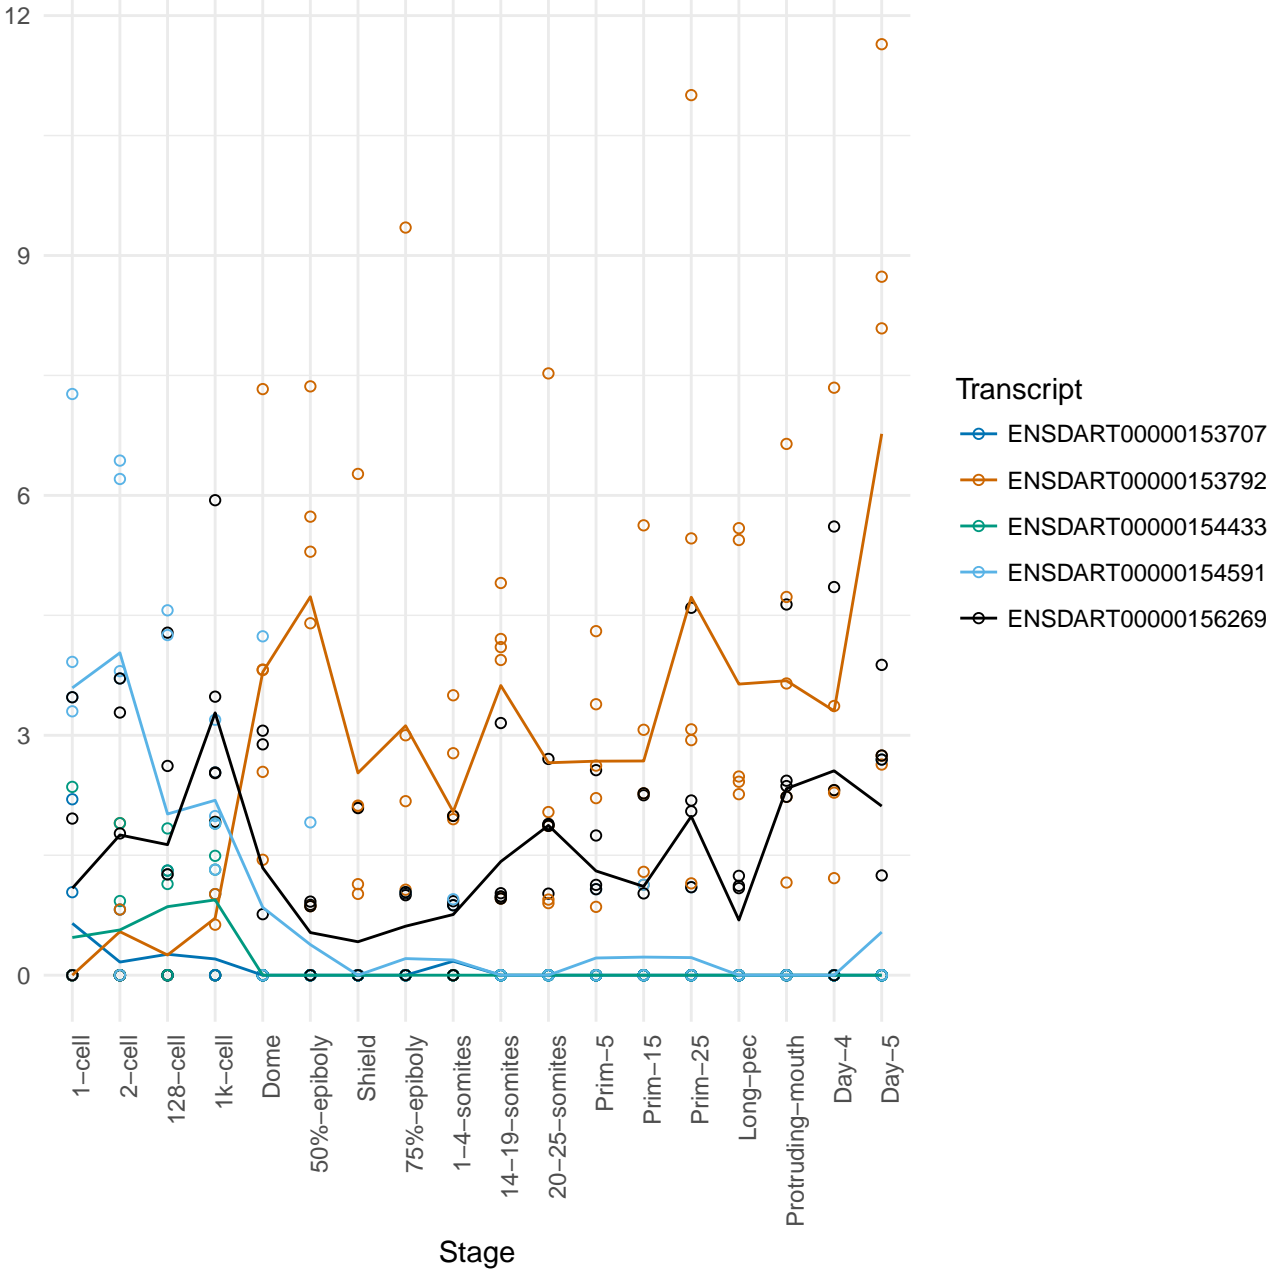 12
9
6
3
0
1−cell
2−cell
128−cell
1k−cell
Dome
50%−epiboly
Shield
75%−epiboly
1−4−somites
14−19−somites
20−25−somites
Prim−5
Prim−15
Prim−25
Long−pec
Protruding−mouth
Day−4
Day−5
Stage
Transcript
ENSDART00000153707
ENSDART00000153792
ENSDART00000154433
ENSDART00000154591
ENSDART00000156269